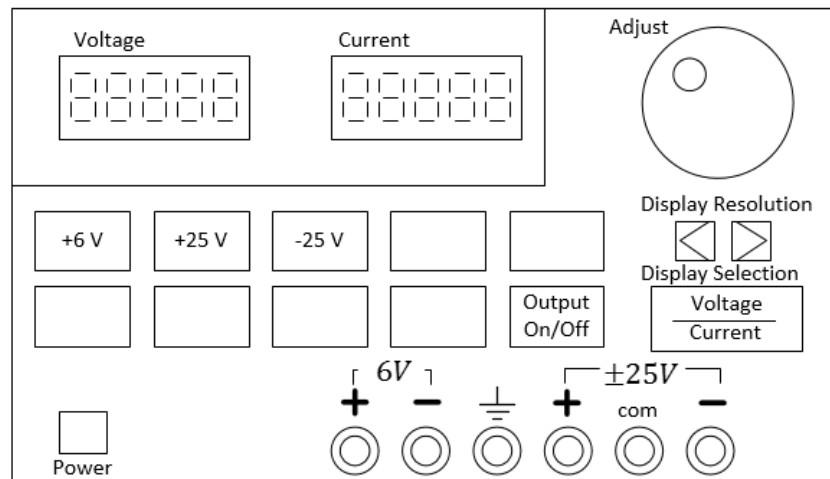 Voltage
Current
Adjust
Display Resolution
+6 V
+25 V
-25 V
Display Selection
Output
On/Off
Voltage
Current
6V
±25V
+
-
+
com
-
Power